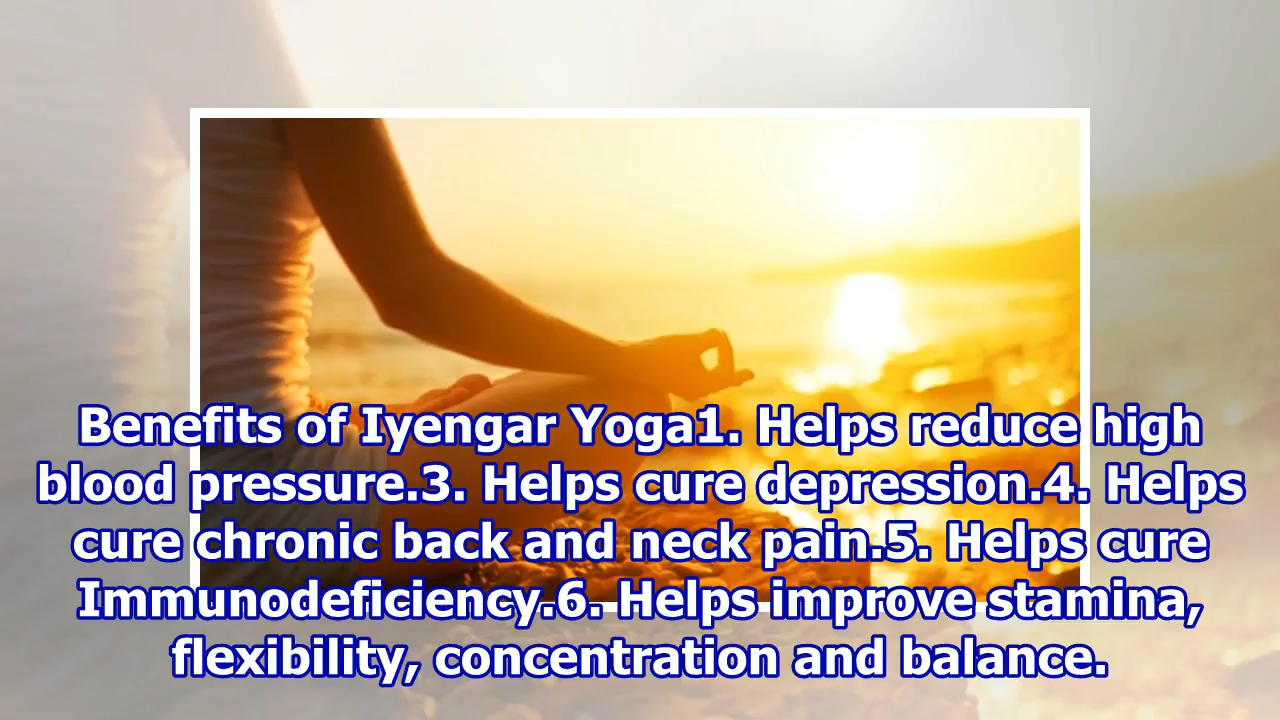 Benefits of Iyengar Yoga1. Helps reduce high
blood pressure.3. Helps cure depression.4. Helps
cure chronic back and neck pain.5. Helps cure
Immunodeficiency.6. Helps improve stamina,
flexibility, concentration and balance.